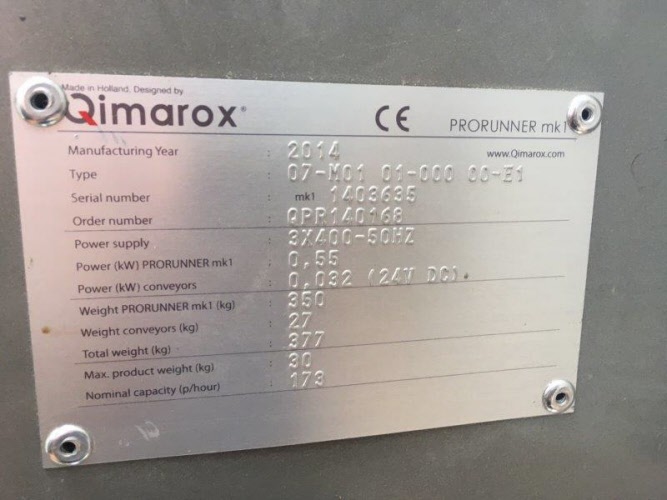 Made in Holland, Designed by
Qimarox®
CE
PRORUNNER mk1
www.Qimarox.com
Manufacturing Year : 2014
Type : 07-M01 01-000 00-E1
Serial number : mk1 1403635
Order number : QPR140168
Power supply : 3X400-50HZ
Power (kW) PRORUNNER mk1 : 0,55
Power (kW) conveyors : 0,032 (24V DC).
Weight PRORUNNER mk1 (kg) : 350
Weight conveyors (kg) : 27
Total weight (kg) : 377
Max. product weight (kg) : 30
Nominal capacity (p/hour) : 173